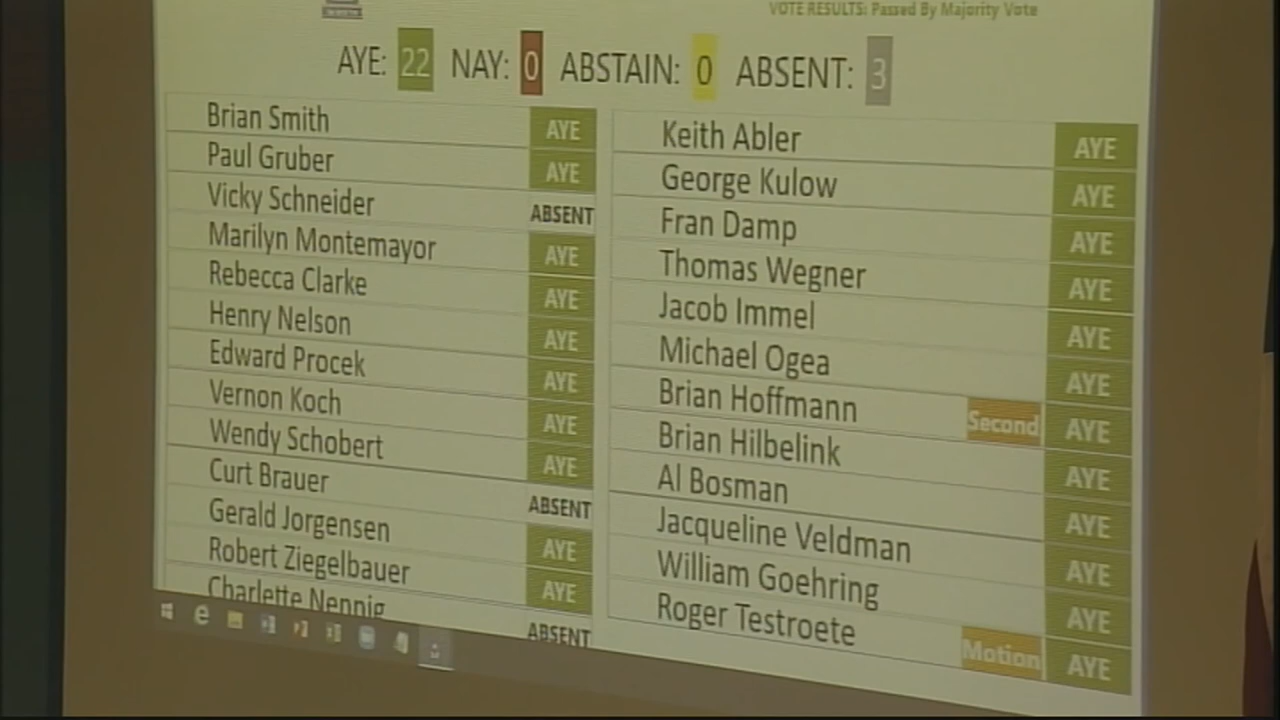 VOTE RESULTS: Passed By Majority Vote
AYE: 22 NAY: 0 ABSTAIN: 0 ABSENT: 3
Brian Smith AYE
Paul Gruber AYE
Vicky Schneider ABSENT
Marilyn Montemayor AYE
Rebecca Clarke AYE
Henry Nelson AYE
Edward Procek AYE
Vernon Koch AYE
Wendy Schobert AYE
Curt Brauer ABSENT
Gerald Jorgensen AYE
Robert Ziegelbauer AYE
Charlette Nennig ABSENT
Keith Abler AYE
George Kulow AYE
Fran Damp AYE
Thomas Wegner AYE
Jacob Immel AYE
Michael Ogea AYE
Brian Hoffmann Second AYE
Brian Hilbelink AYE
Al Bosman AYE
Jacqueline Veldman AYE
William Goehring AYE
Roger Testroete Motion AYE